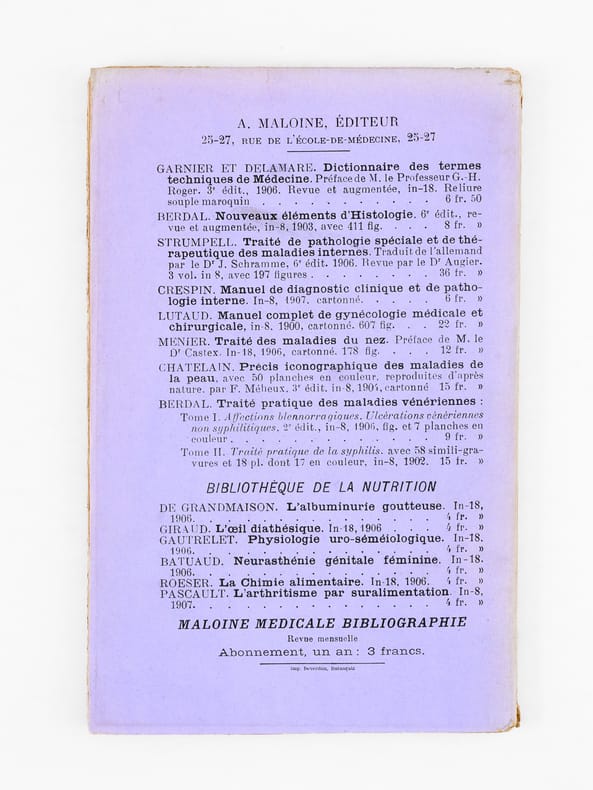 A. MALOINE, ÉDITEUR
25-27, RUE DE L'ÉCOLE-DE-MÉDECINE, 25-27
GARNIER ET DELAMARE. Dictionnaire des termes
techniques de Médecine. Préface de M. le Professeur G.-H.
Roger. 3e édit., 1906. Revue et augmentée, in-18. Reliure
souple maroquin . . . . . . . . . . . 6 fr. 50
BERDAL. Nouveaux éléments d'Histologie. 6e édit., re-
vue et augmentée, in-8, 1903, avec 411 fig. . . . 8 fr. »
STRUMPELL. Traité de pathologie spéciale et de thé-
rapeutique des maladies internes. Traduit de l'allemand
par le Dr J. Schramme, 6e édit. 1906. Revue par le Dr Augier.
3 vol. in 8, avec 197 figures . . . . . . . 36 fr. »
CRESPIN. Manuel de diagnostic clinique et de patho-
logie interne. In-8, 1907, cartonné. . . . . 6 fr. »
LUTAUD. Manuel complet de gynécologie médicale et
chirurgicale, in-8. 1900, cartonné. 607 fig. . . 22 fr. »
MENIER. Traité des maladies du nez. Préface de M. le
Dr Castex. In-18, 1906, cartonné. 178 fig. . . . 12 fr. »
CHATELAIN. Précis iconographique des maladies de
la peau, avec 50 planches en couleur, reproduites d'après
nature, par F. Méheux. 3e édit. in-8, 1904, cartonné 15 fr. »
BERDAL. Traité pratique des maladies vénériennes :
Tome I. Affections blennorragiques. Ulcérations vénériennes
non syphilitiques. 2e édit., in-8, 1906, fig. et 7 planches en
couleur . . . . . . . . . . . . . 9 fr. »
Tome II. Traité pratique de la syphilis. avec 58 simili-gra-
vures et 18 pl. dont 17 en couleur, in-8, 1902. 15 fr. »
BIBLIOTHÈQUE DE LA NUTRITION
DE GRANDMAISON. L'albuminurie goutteuse. In-18,
1906. . . . . . . . . . . . . . . 4 fr. »
GIRAUD. L'œil diathésique. In-18, 1906 . . . . 4 fr. »
GAUTRELET. Physiologie uro-séméiologique. In-18.
1906. . . . . . . . . . . . . . . 4 fr. »
BATUAUD. Neurasthénie génitale féminine. In-18.
1906. . . . . . . . . . . . . . . 4 fr. »
ROESER. La Chimie alimentaire. In-18, 1906. 4 fr. »
PASCAULT. L'arthritisme par suralimentation. In-8,
1907. . . . . . . . . . . . . . . 4 fr. »
MALOINE MEDICALE BIBLIOGRAPHIE
Revue mensuelle
Abonnement, un an : 3 francs.
Imp.